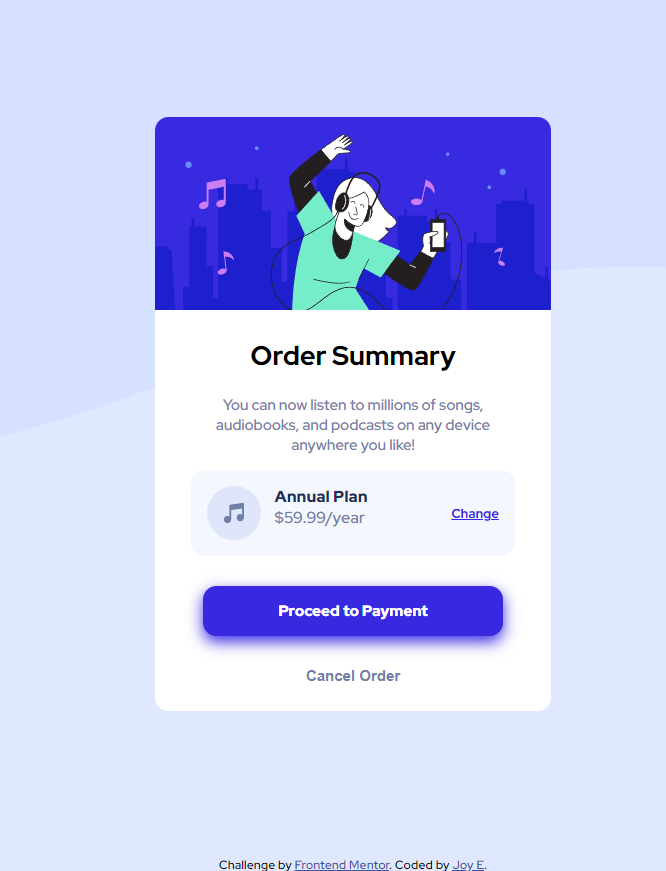 Order Summary
You can now listen to millions of songs,
audiobooks, and podcasts on any device
anywhere you like!
Annual Plan
$59.99/year
Change
Proceed to Payment
Cancel Order
Challenge by Frontend Mentor. Coded by Joy E.